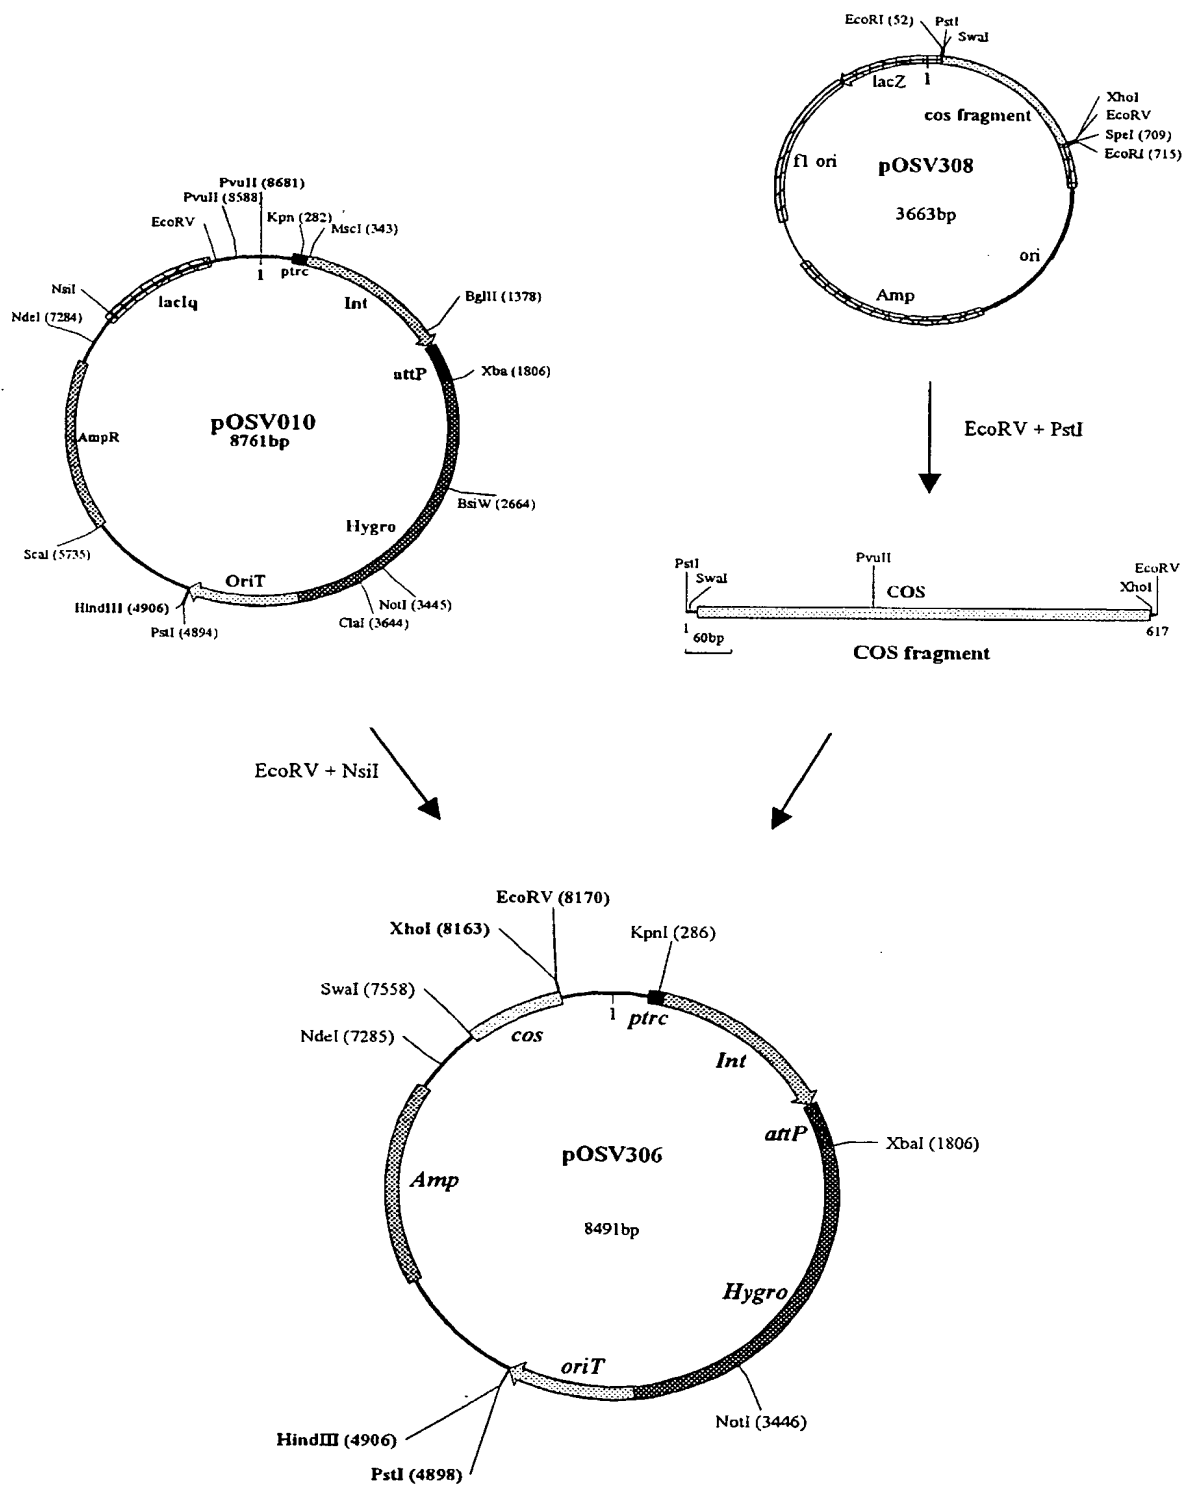 EcoRI (52)
PstI
SwaI
lacZ
1
cos fragment
XhoI
EcoRV
SpeI (709)
EcoRI (715)
f1 ori
pOSV308
3663bp
ori
Amp
PvuII (8681)
PvuII (8588)
EcoRV
Kpn (282)
MscI (343)
1
ptrc
NsiI
lacIq
Int
BglII (1378)
NdeI (7284)
attP
Xba (1806)
pOSV010
8761bp
AmpR
BsiW (2664)
Hygro
ScaI (5735)
OriT
HindIII (4906)
NotI (3445)
PstI (4894)
ClaI (3644)
EcoRV + PstI
PstI
SwaI
PvuII
COS
EcoRV
XhoI
1
60bp
617
COS fragment
EcoRV + NsiI
EcoRV (8170)
XhoI (8163)
KpnI (286)
SwaI (7558)
NdeI (7285)
cos
1
ptrc
Int
attP
XbaI (1806)
pOSV306
Amp
8491bp
Hygro
oriT
NotI (3446)
HindIII (4906)
PstI (4898)